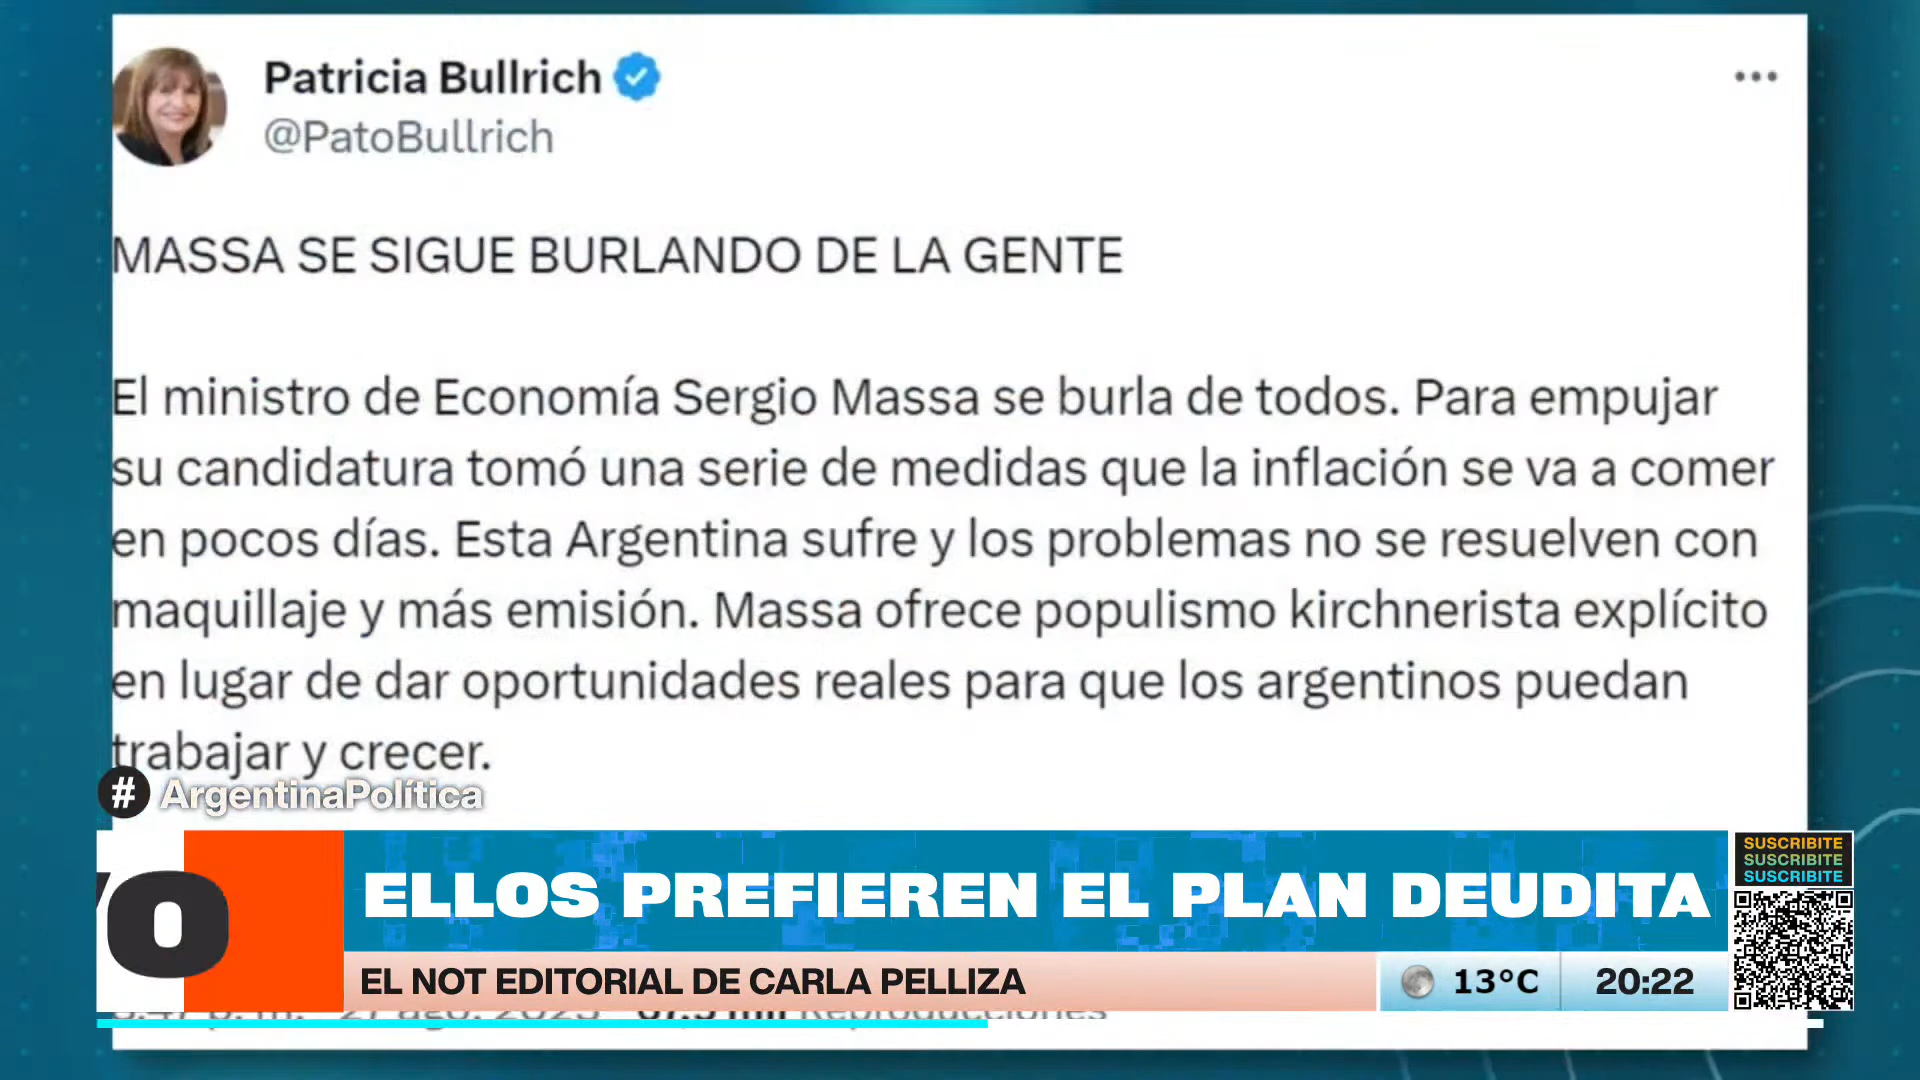 Patricia Bullrich
@PatoBullrich
MASSA SE SIGUE BURLANDO DE LA GENTE
El ministro de Economía Sergio Massa se burla de todos. Para empujar
su candidatura tomó una serie de medidas que la inflación se va a comer
en pocos días. Esta Argentina sufre y los problemas no se resuelven con
maquillaje y más emisión. Massa ofrece populismo kirchnerista explícito
en lugar de dar oportunidades reales para que los argentinos puedan
trabajar y crecer.
# ArgentinaPolítica
ELLOS PREFIEREN EL PLAN DEUDITA
SUSCRIBITE
SUSCRIBITE
SUSCRIBITE
EL NOT EDITORIAL DE CARLA PELLIZA
13°C
20:22
27 ago. 2023 Reproducciones